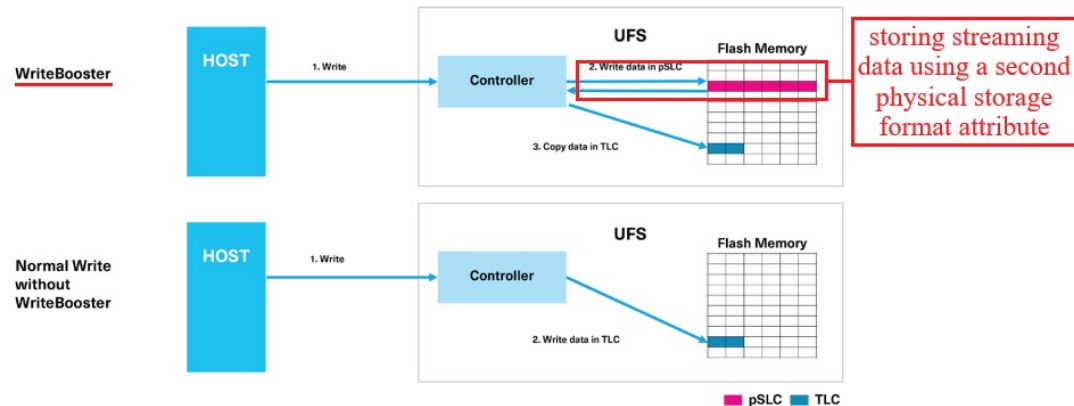 UFS
Flash Memory
HOST
WriteBooster
1. Write
Controller
2. Write data in pSLC
3. Copy data in TLC
storing streaming
data using a second
physical storage
format attribute
UFS
Flash Memory
HOST
Normal Write
without
WriteBooster
1. Write
Controller
2. Write data in TLC
pSLC
TLC